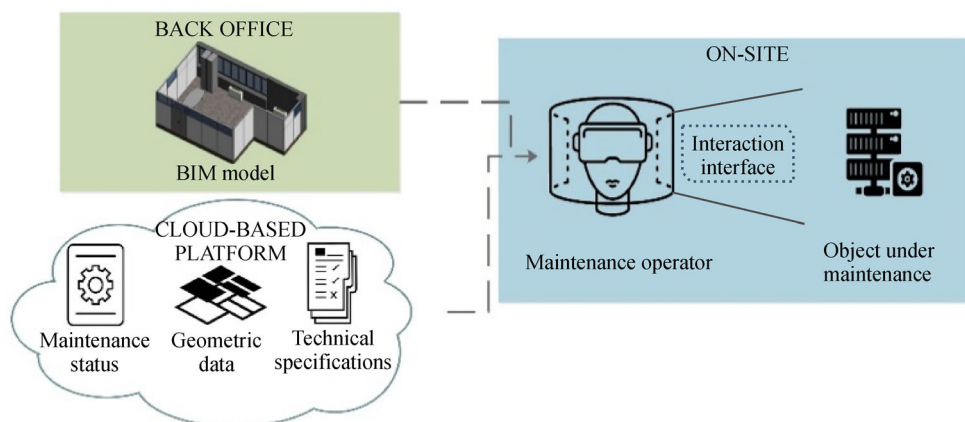 BACK OFFICE
BIM model
CLOUD-BASED
PLATFORM
Maintenance
status
Geometric
data
Technical
specifications
ON-SITE
Interaction
interface
Maintenance operator
Object under
maintenance